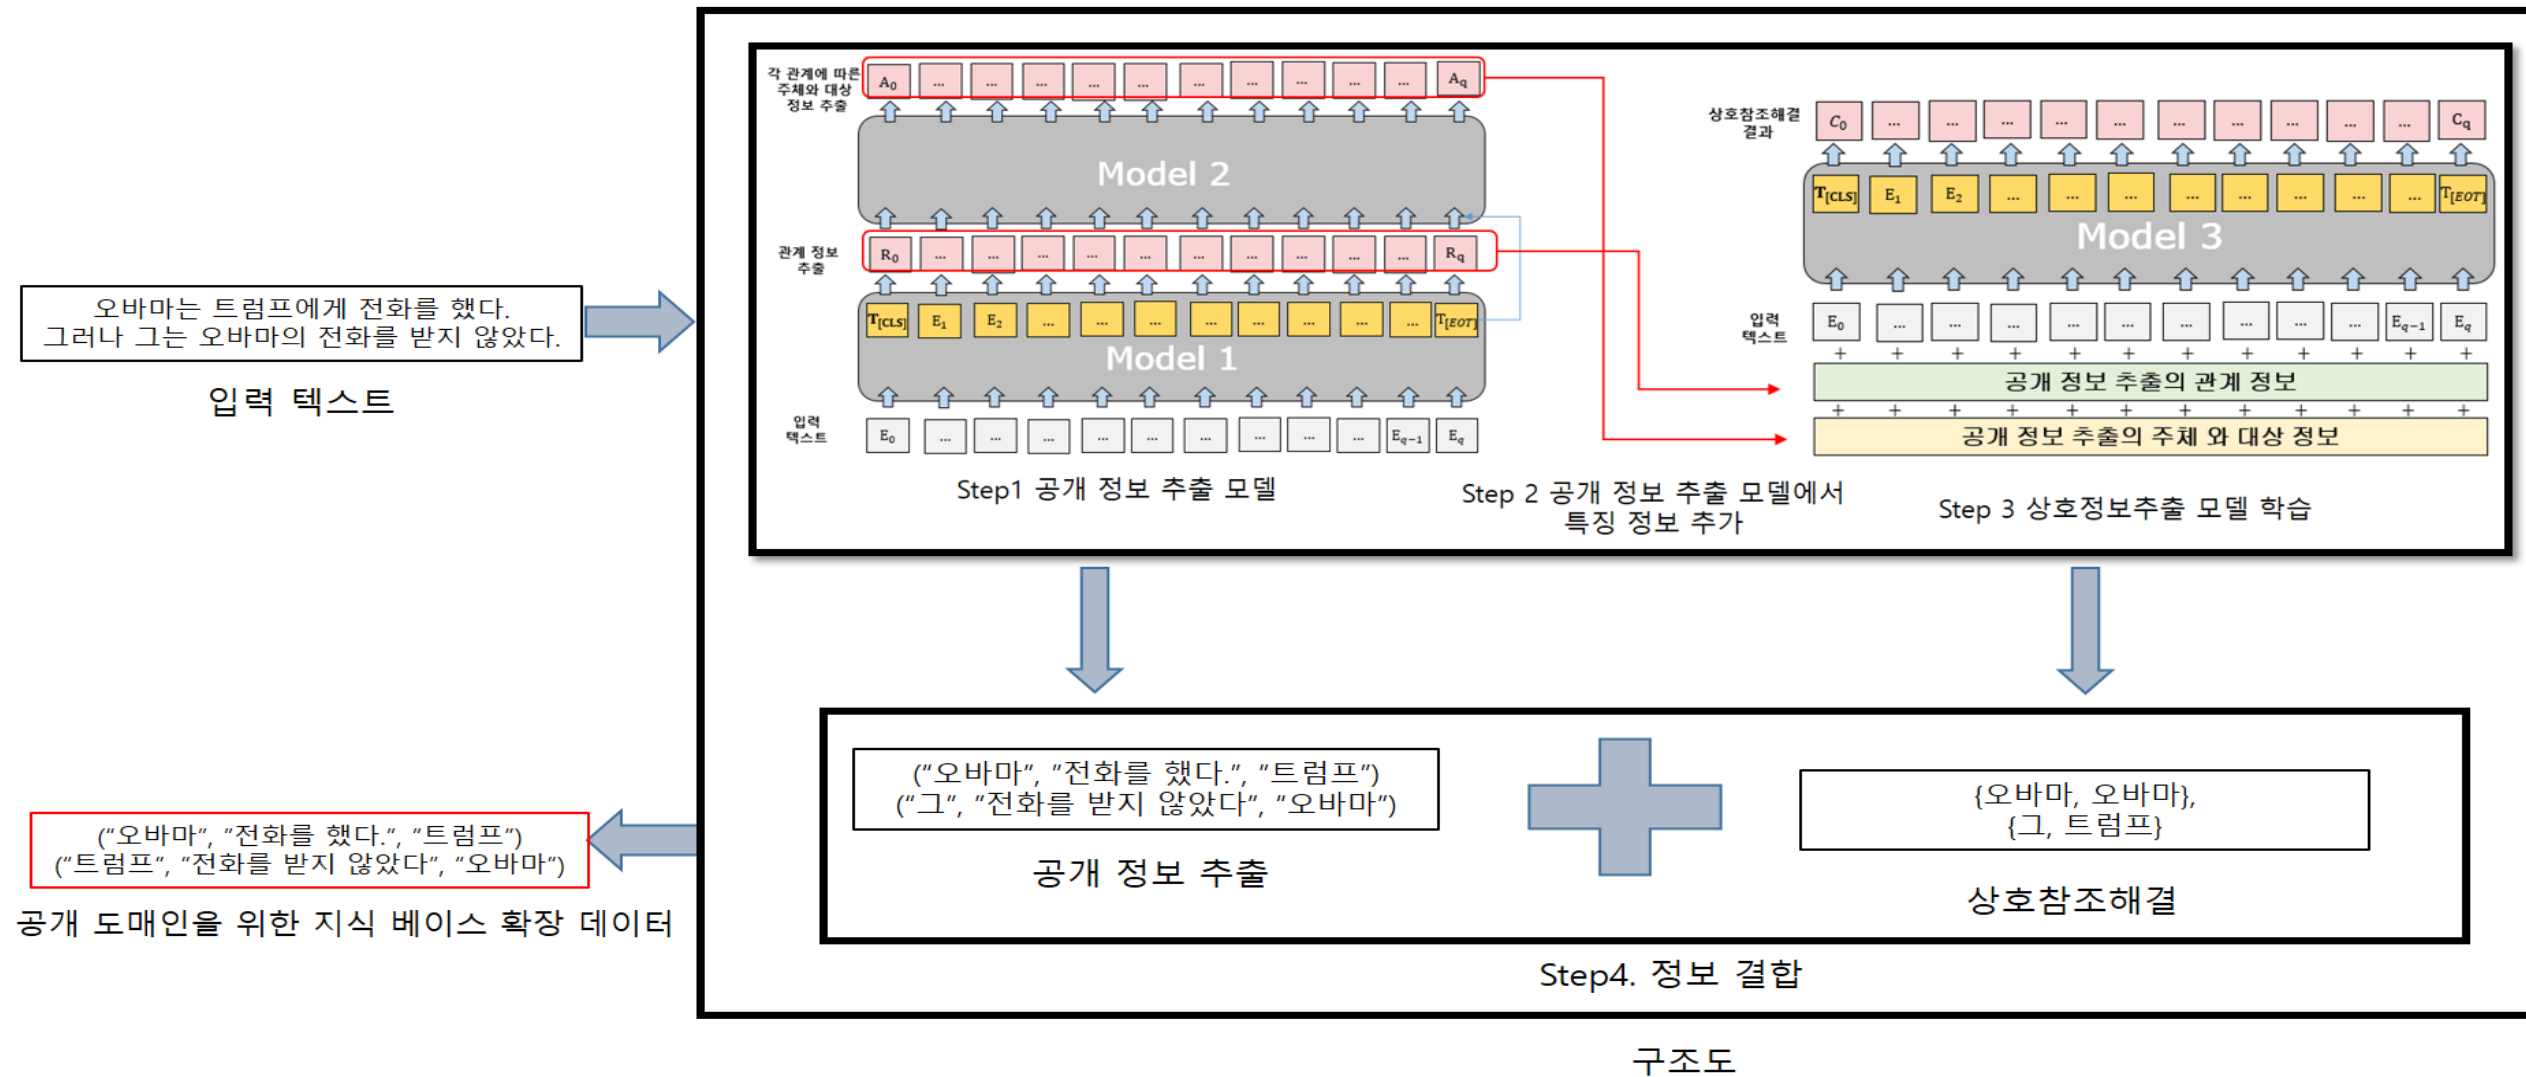 오바마는 트럼프에게 전화를 했다.
그러나 그는 오바마의 전화를 받지 않았다.
입력 텍스트
각 관계에 따른
주체와 대상
정보 추출
A0 ... ... ... ... ... ... ... ... ... ... Aq
Model 2
관계 정보
추출
R0 ... ... ... ... ... ... ... ... ... ... Rq
T[CLS] E1 E2 ... ... ... ... ... ... ... ... T[EOT]
Model 1
입력
텍스트
E0 ... ... ... ... ... ... ... ... ... Eq−1 Eq
Step1 공개 정보 추출 모델
Step 2 공개 정보 추출 모델에서
특징 정보 추가
상호참조해결
결과
C0 ... ... ... ... ... ... ... ... ... ... Cq
T[CLS] E1 E2 ... ... ... ... ... ... ... ... T[EOT]
Model 3
입력
텍스트
E0 ... ... ... ... ... ... ... ... ... Eq−1 Eq
+ + + + + + + + + + + +
공개 정보 추출의 관계 정보
+ + + + + + + + + + + +
공개 정보 추출의 주체 와 대상 정보
Step 3 상호정보추출 모델 학습
(“오바마”, ”전화를 했다.”, ”트럼프”)
(“그”, ”전화를 받지 않았다”, “오바마”)
공개 정보 추출
{오바마, 오바마},
{그, 트럼프}
상호참조해결
Step4. 정보 결합
(“오바마”, ”전화를 했다.”, ”트럼프”)
(“트럼프”, ”전화를 받지 않았다”, “오바마”)
공개 도매인을 위한 지식 베이스 확장 데이터
구조도